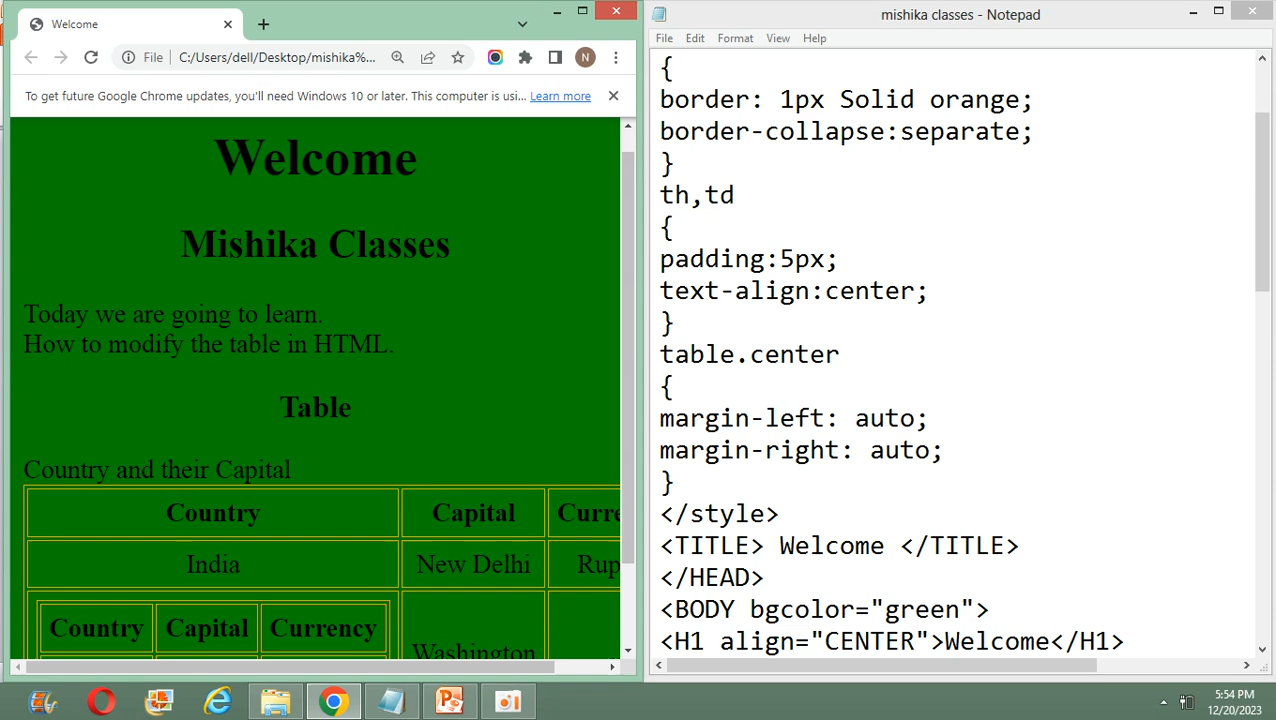 Welcome
File
C:/Users/dell/Desktop/mishika%...
N
To get future Google Chrome updates, you'll need Windows 10 or later. This computer is usi...
Learn more
Welcome
Mishika Classes
Today we are going to learn.
How to modify the table in HTML.
Table
Country and their Capital
Country Capital Curre
India New Delhi Rup
Country Capital Currency
Washington
mishika classes - Notepad
File Edit Format View Help
{
border: 1px Solid orange;
border-collapse:separate;
}
th,td
{
padding:5px;
text-align:center;
}
table.center
{
margin-left: auto;
margin-right: auto;
}
</style>
<TITLE> Welcome </TITLE>
</HEAD>
<BODY bgcolor="green">
<H1 align="CENTER">Welcome</H1>
5:54 PM
12/20/2023